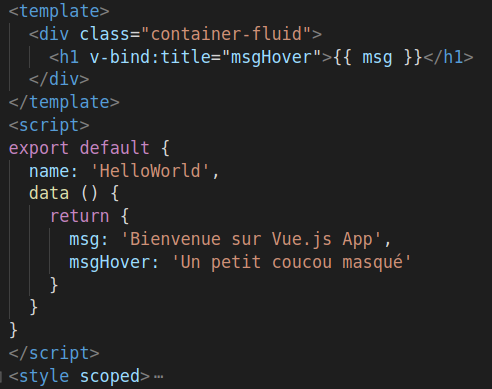 <template>
  <div class="container-fluid">
    <h1 v-bind:title="msgHover">{{ msg }}</h1>
  </div>
</template>
<script>
export default {
  name: 'HelloWorld',
  data () {
    return {
      msg: 'Bienvenue sur Vue.js App',
      msgHover: 'Un petit coucou masqué'
    }
  }
}
</script>
<style scoped>⋯